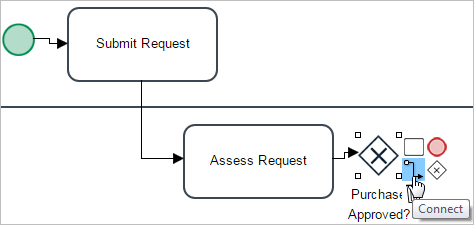 Submit Request
Assess Request
Purchase
Approved?
Connect